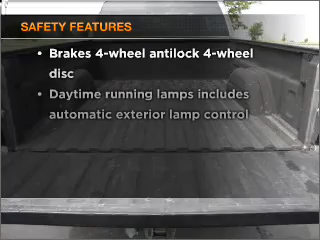 SAFETY FEATURES
• Brakes 4-wheel antilock 4-wheel
disc
• Daytime running lamps includes
automatic exterior lamp control